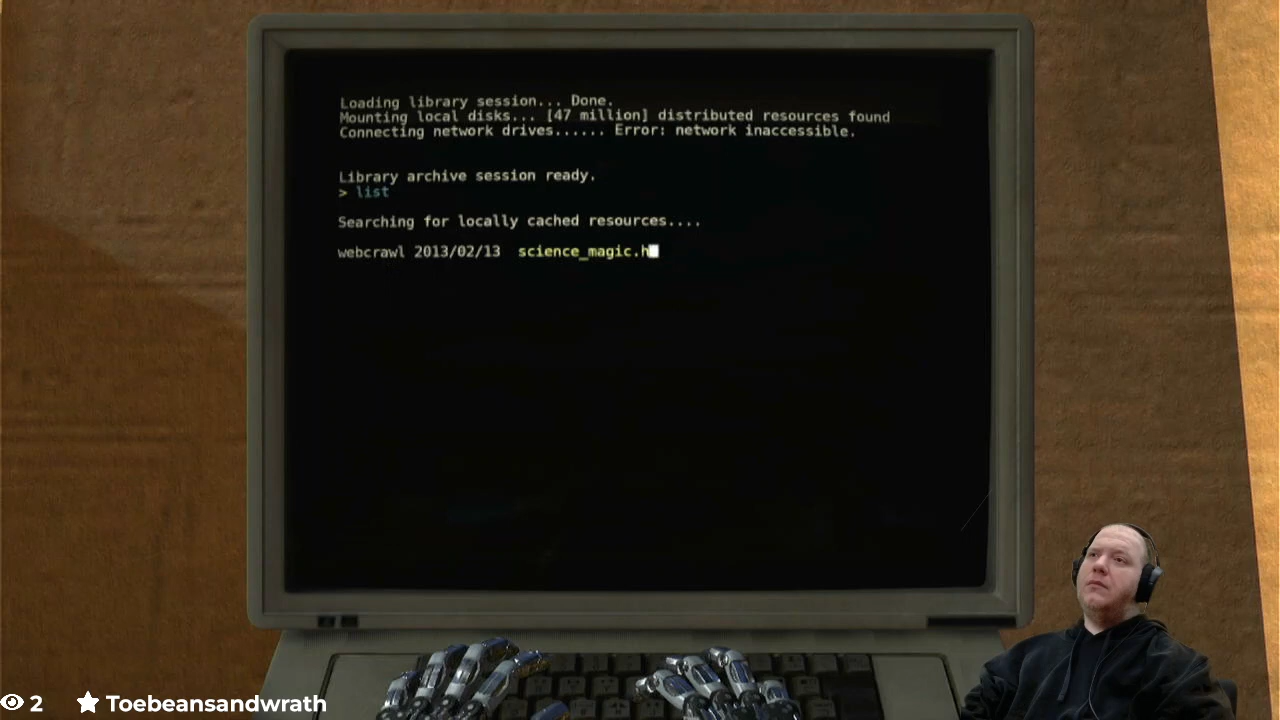 Loading library session... Done.
Mounting local disks... [47 million] distributed resources found
Connecting network drives...... Error: network inaccessible.
Library archive session ready.
> list
Searching for locally cached resources....
webcrawl 2013/02/13 science_magic.h
2 Toebeansandwrath